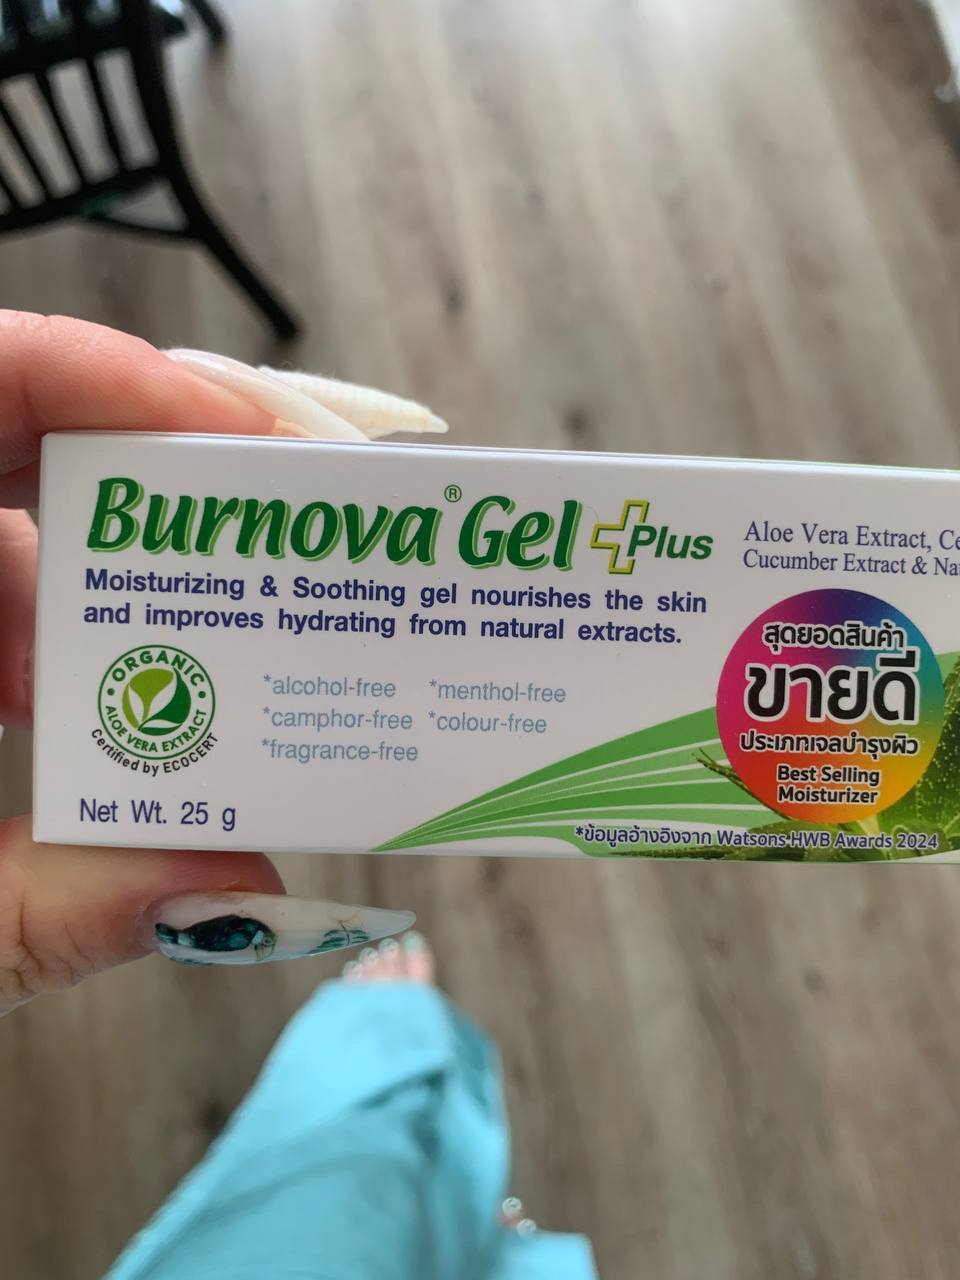 Burnova® Gel Plus
Moisturizing & Soothing gel nourishes the skin
and improves hydrating from natural extracts.
ORGANIC
ALOE VERA EXTRACT
Certified by ECOCERT
*alcohol-free *menthol-free
*camphor-free *colour-free
*fragrance-free
Net Wt. 25 g
Aloe Vera Extract,
Cucumber Extract &
สุดยอดสินค้า
ขายดี
ประเภทเจลบำรุงผิว
Best Selling
Moisturizer
*ข้อมูลอ้างอิงจาก Watsons HWB Awards 2024